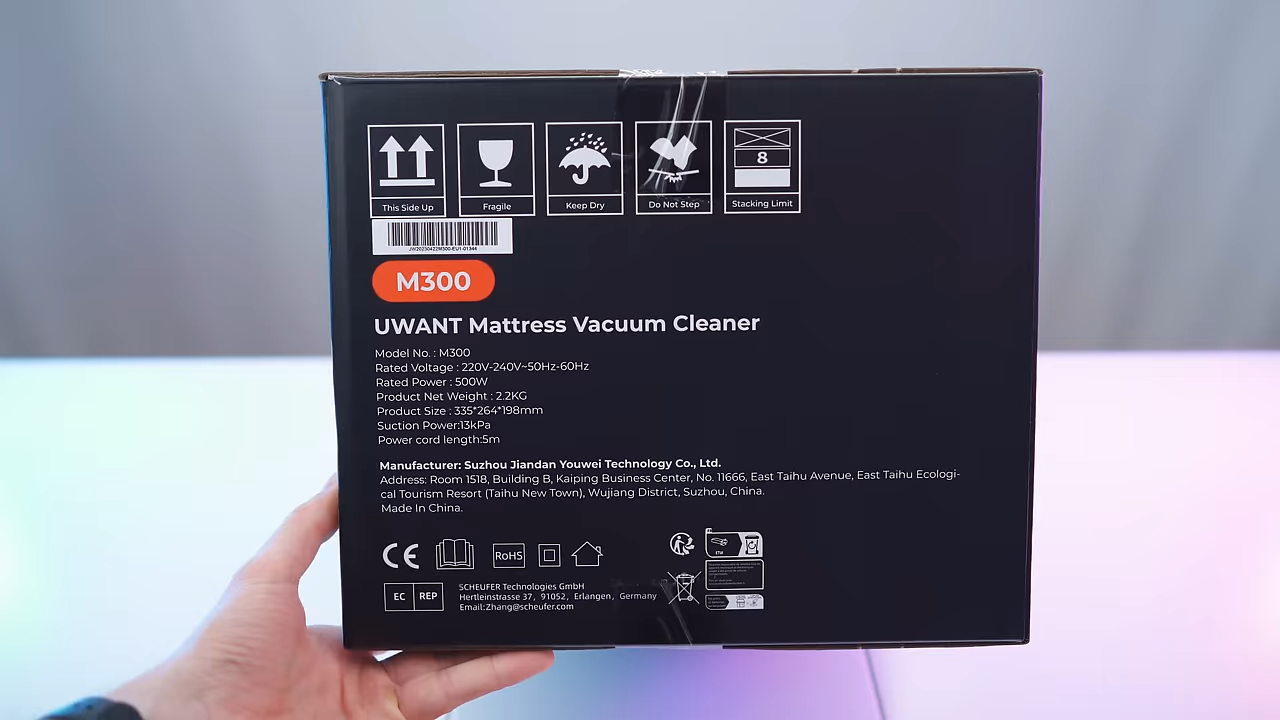 This Side Up
Fragile
Keep Dry
Do Not Step
8
Stacking Limit
JW20230422M300-EU1-01344
M300
UWANT Mattress Vacuum Cleaner
Model No. : M300
Rated Voltage : 220V-240V~50Hz-60Hz
Rated Power : 500W
Product Net Weight : 2.2KG
Product Size : 335*264*198mm
Suction Power:13kPa
Power cord length:5m
Manufacturer: Suzhou Jiandan Youwei Technology Co., Ltd.
Address: Room 1518, Building B, Kaiping Business Center, No. 11666, East Taihu Avenue, East Taihu Ecologi-
cal Tourism Resort (Taihu New Town), Wujiang District, Suzhou, China.
Made In China.
CE
RoHS
EC REP
SCHEUFER Technologies GmbH
Hertleinstraße 37, 91052, Erlangen, Germany
Email:Zhang@scheufer.com